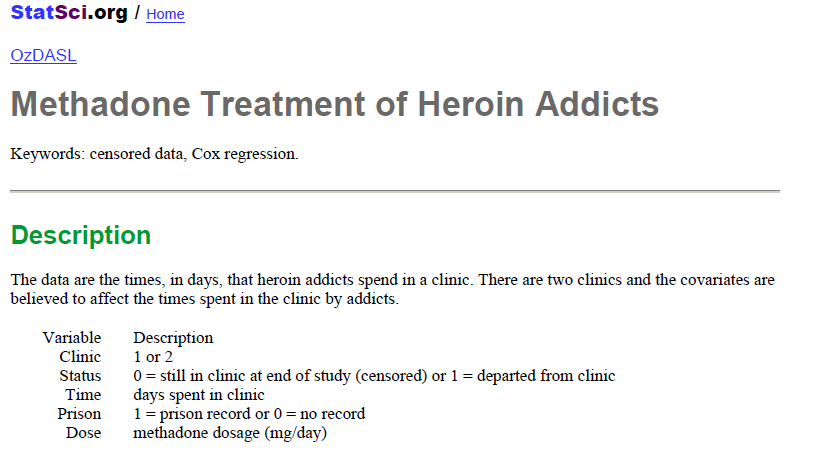 StatSci.org / Home
OzDASL
Methadone Treatment of Heroin Addicts
Keywords: censored data, Cox regression.
Description
The data are the times, in days, that heroin addicts spend in a clinic. There are two clinics and the covariates are
believed to affect the times spent in the clinic by addicts.
Variable Description
Clinic 1 or 2
Status 0 = still in clinic at end of study (censored) or 1 = departed from clinic
Time days spent in clinic
Prison 1 = prison record or 0 = no record
Dose methadone dosage (mg/day)